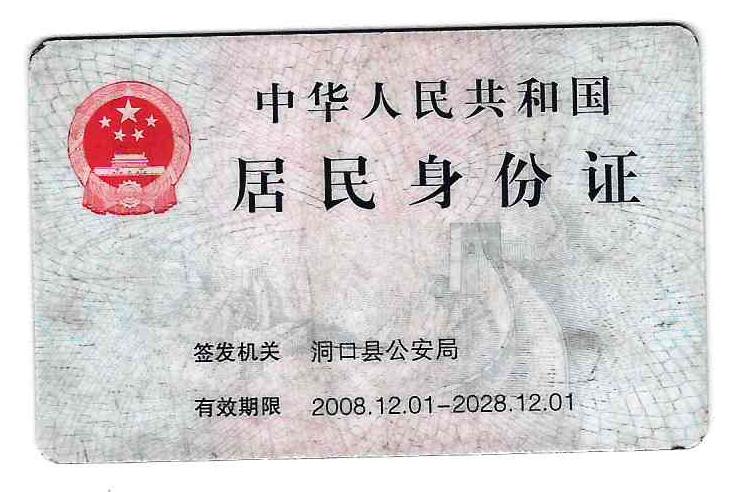 中华人民共和国
居民身份证
签发机关 洞口县公安局
有效期限 2008.12.01-2028.12.01